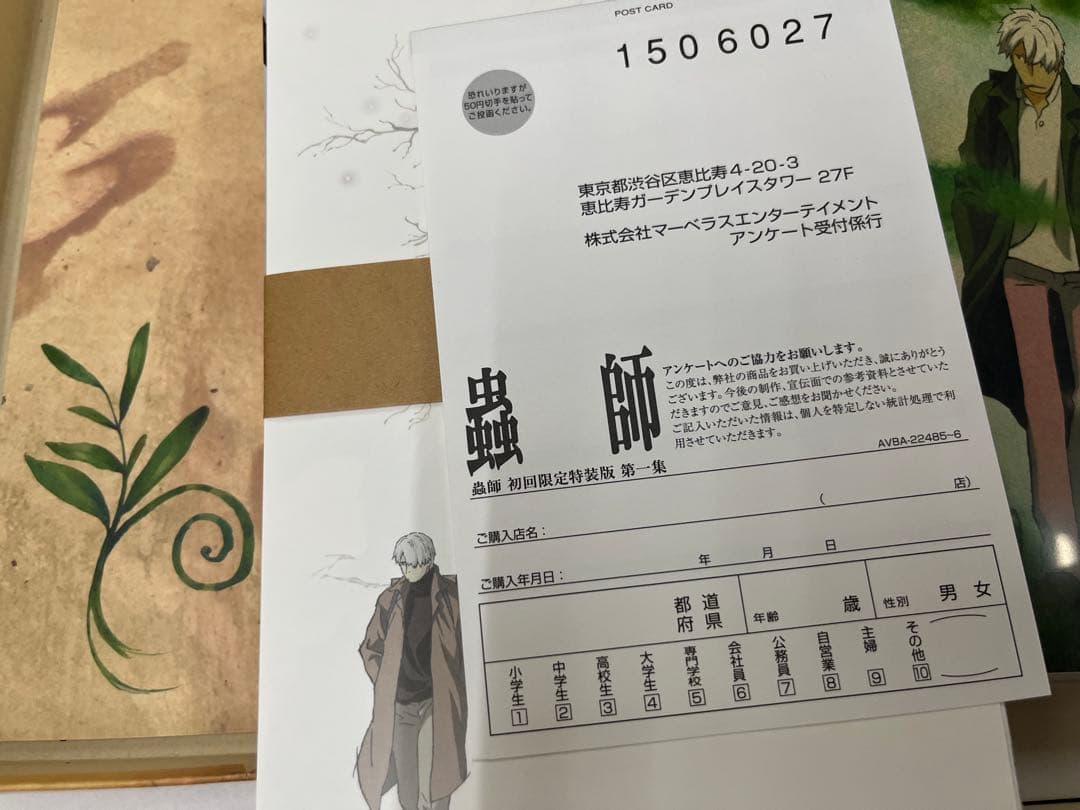 POST CARD
1506027
恐れいりますが
50円切手を貼って
ご投函ください。
東京都渋谷区恵比寿4-20-3
恵比寿ガーデンプレイスタワー 27F
株式会社マーベラスエンターテイメント
アンケート受付係行
蟲師
アンケートへのご協力をお願いします。
この度は、弊社の商品をお買い上げいただき、誠にありがとう
ございます。今後の制作、宣伝面での参考資料とさせていた
だきますのでご意見、ご感想をお聞かせください。
ご記入いただいた情報は、個人を特定しない統計処理で利
用させていただきます。
AVBA-22485~6
蟲師 初回限定特装版 第一集
ご購入店名: ( 店)
ご購入年月日: 年 月 日
都道府県
年齢 歳
性別 男 女
小学生 1
中学生 2
高校生 3
大学生 4
専門学校 5
会社員 6
公務員 7
自営業 8
主婦 9
その他 10